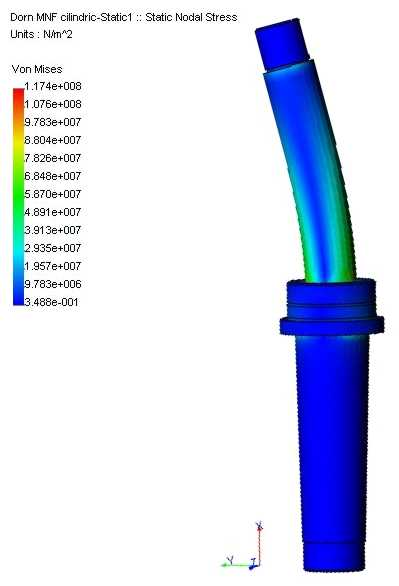 Dorn MNF cilindric-Static1 :: Static Nodal Stress
Units : N/m^2
Von Mises
1.174e+008
1.076e+008
9.783e+007
8.804e+007
7.826e+007
6.848e+007
5.870e+007
4.891e+007
3.913e+007
2.935e+007
1.957e+007
9.783e+006
3.488e-001
X
Y
Z